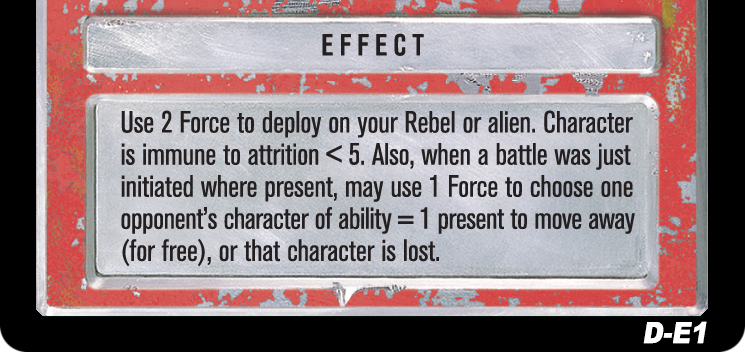 EFFECT
Use 2 Force to deploy on your Rebel or alien. Character
is immune to attrition < 5. Also, when a battle was just
initiated where present, may use 1 Force to choose one
opponent's character of ability = 1 present to move away
(for free), or that character is lost.
D-E1